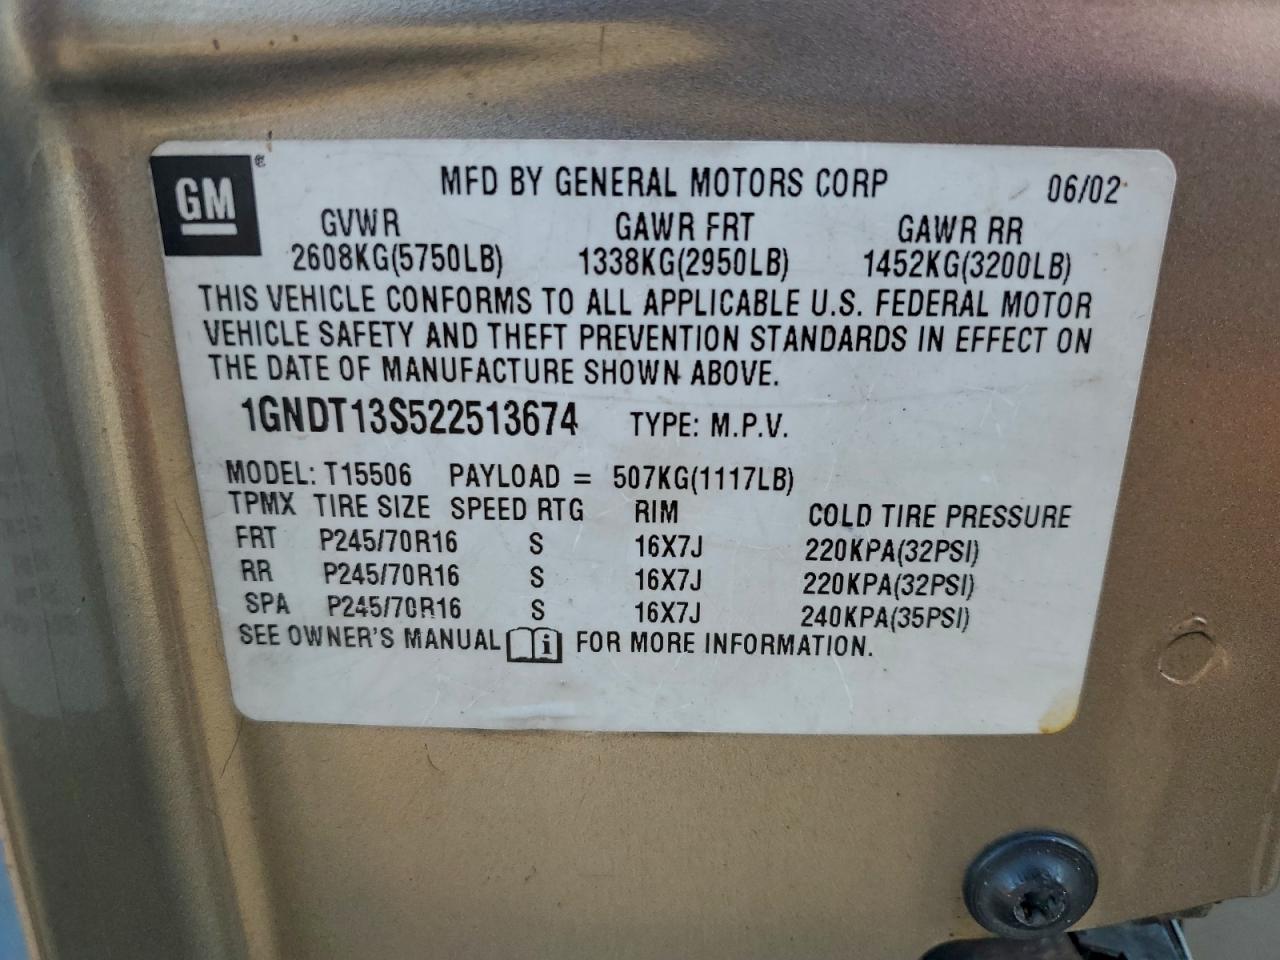 GM
MFD BY GENERAL MOTORS CORP 06/02
GVWR GAWR FRT GAWR RR
2608KG(5750LB) 1338KG(2950LB) 1452KG(3200LB)
THIS VEHICLE CONFORMS TO ALL APPLICABLE U.S. FEDERAL MOTOR
VEHICLE SAFETY AND THEFT PREVENTION STANDARDS IN EFFECT ON
THE DATE OF MANUFACTURE SHOWN ABOVE.
1GNDT13S522513674 TYPE: M.P.V.
MODEL: T15506 PAYLOAD = 507KG(1117LB)
TPMX TIRE SIZE SPEED RTG RIM COLD TIRE PRESSURE
FRT P245/70R16 S 16X7J 220KPA(32PSI)
RR P245/70R16 S 16X7J 220KPA(32PSI)
SPA P245/70R16 S 16X7J 240KPA(35PSI)
SEE OWNER'S MANUAL i FOR MORE INFORMATION.